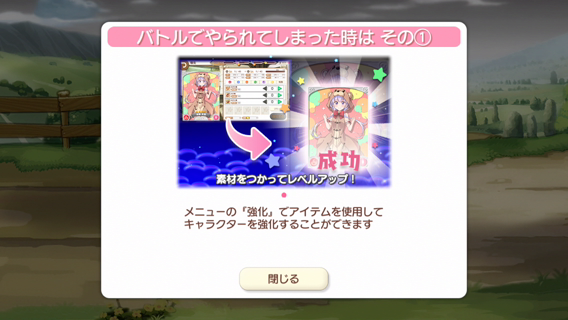 バトルでやられてしまった時は その①
成功
素材をつかってレベルアップ！
メニューの「強化」でアイテムを使用して
キャラクターを強化することができます
閉じる